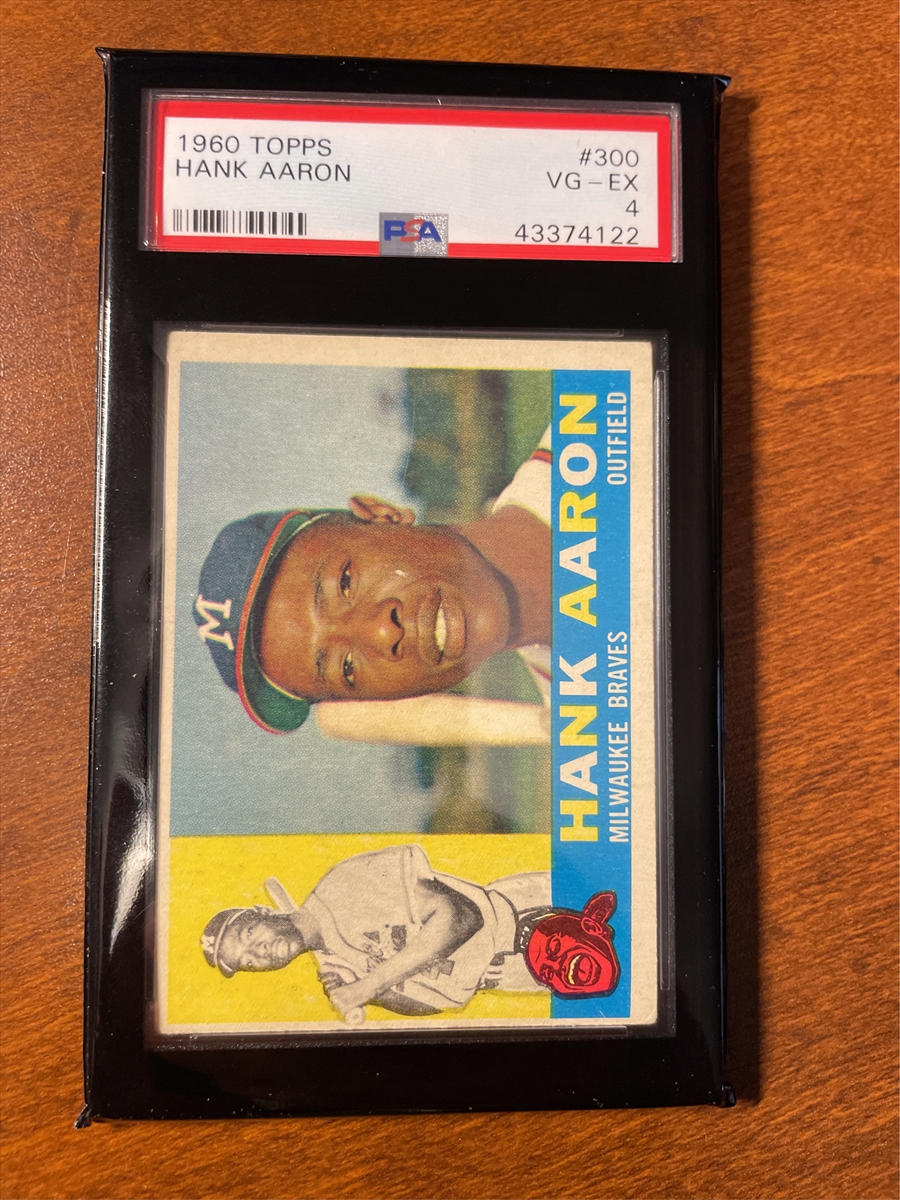 1960 TOPPS
HANK AARON
#300
VG – EX
4
43374122
PSA
M
HANK AARON
MILWAUKEE BRAVES OUTFIELD
M